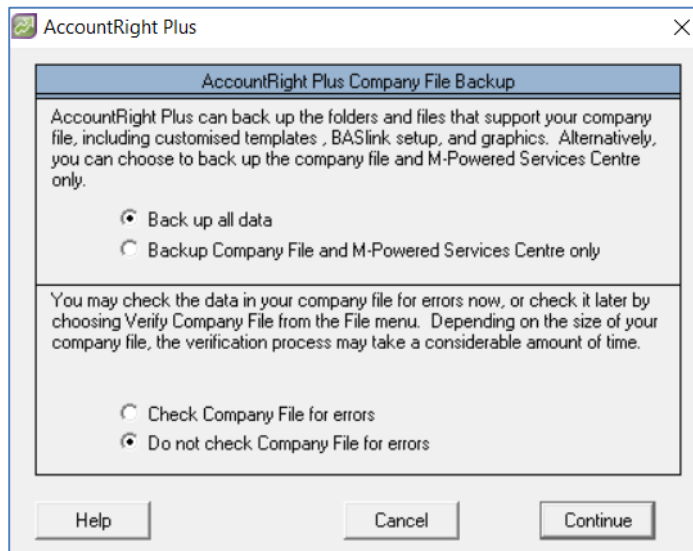 AccountRight Plus
AccountRight Plus Company File Backup
AccountRight Plus can back up the folders and files that support your company
file, including customised templates , BASlink setup, and graphics.  Alternatively,
you can choose to back up the company file and M-Powered Services Centre
only.
Back up all data
Backup Company File and M-Powered Services Centre only
You may check the data in your company file for errors now, or check it later by
choosing Verify Company File from the File menu.  Depending on the size of your
company file, the verification process may take a considerable amount of time.
Check Company File for errors
Do not check Company File for errors
Help
Cancel
Continue